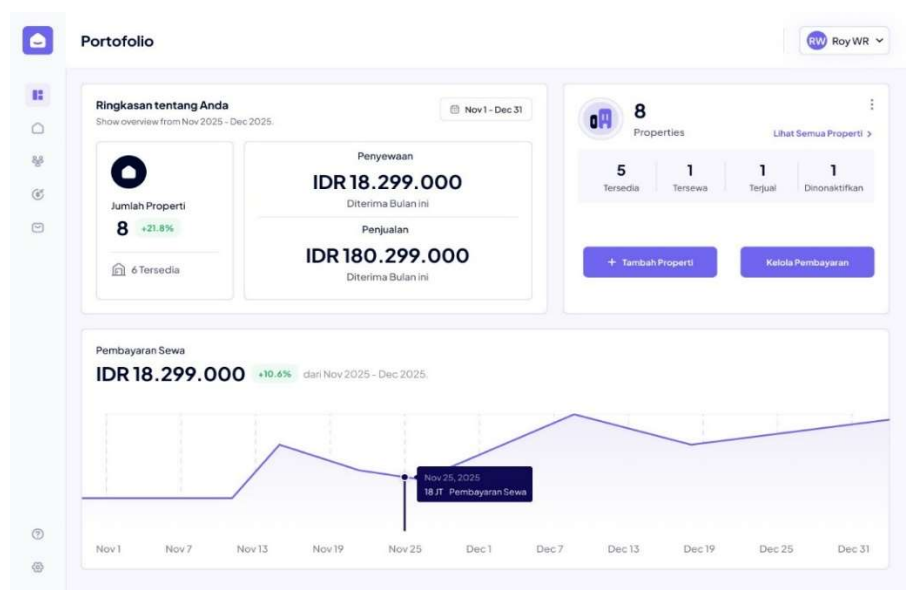 Portofolio
RW Roy WR
Ringkasan tentang Anda
Show overview from Nov 2025 - Dec 2025.
Nov 1 - Dec 31
Jumlah Properti
8 +21.8%
6 Tersedia
Penyewaan
IDR 18.299.000
Diterima Bulan ini
Penjualan
IDR 180.299.000
Diterima Bulan ini
8
Properties
Lihat Semua Properti >
5 1 1 1
Tersedia Tersewa Terjual Dinonaktifkan
+ Tambah Properti
Kelola Pembayaran
Pembayaran Sewa
IDR 18.299.000 +10.6% dari Nov 2025 - Dec 2025.
Nov 25, 2025
18 JT Pembayaran Sewa
Nov 1 Nov 7 Nov 13 Nov 19 Nov 25 Dec 1 Dec 7 Dec 13 Dec 19 Dec 25 Dec 31